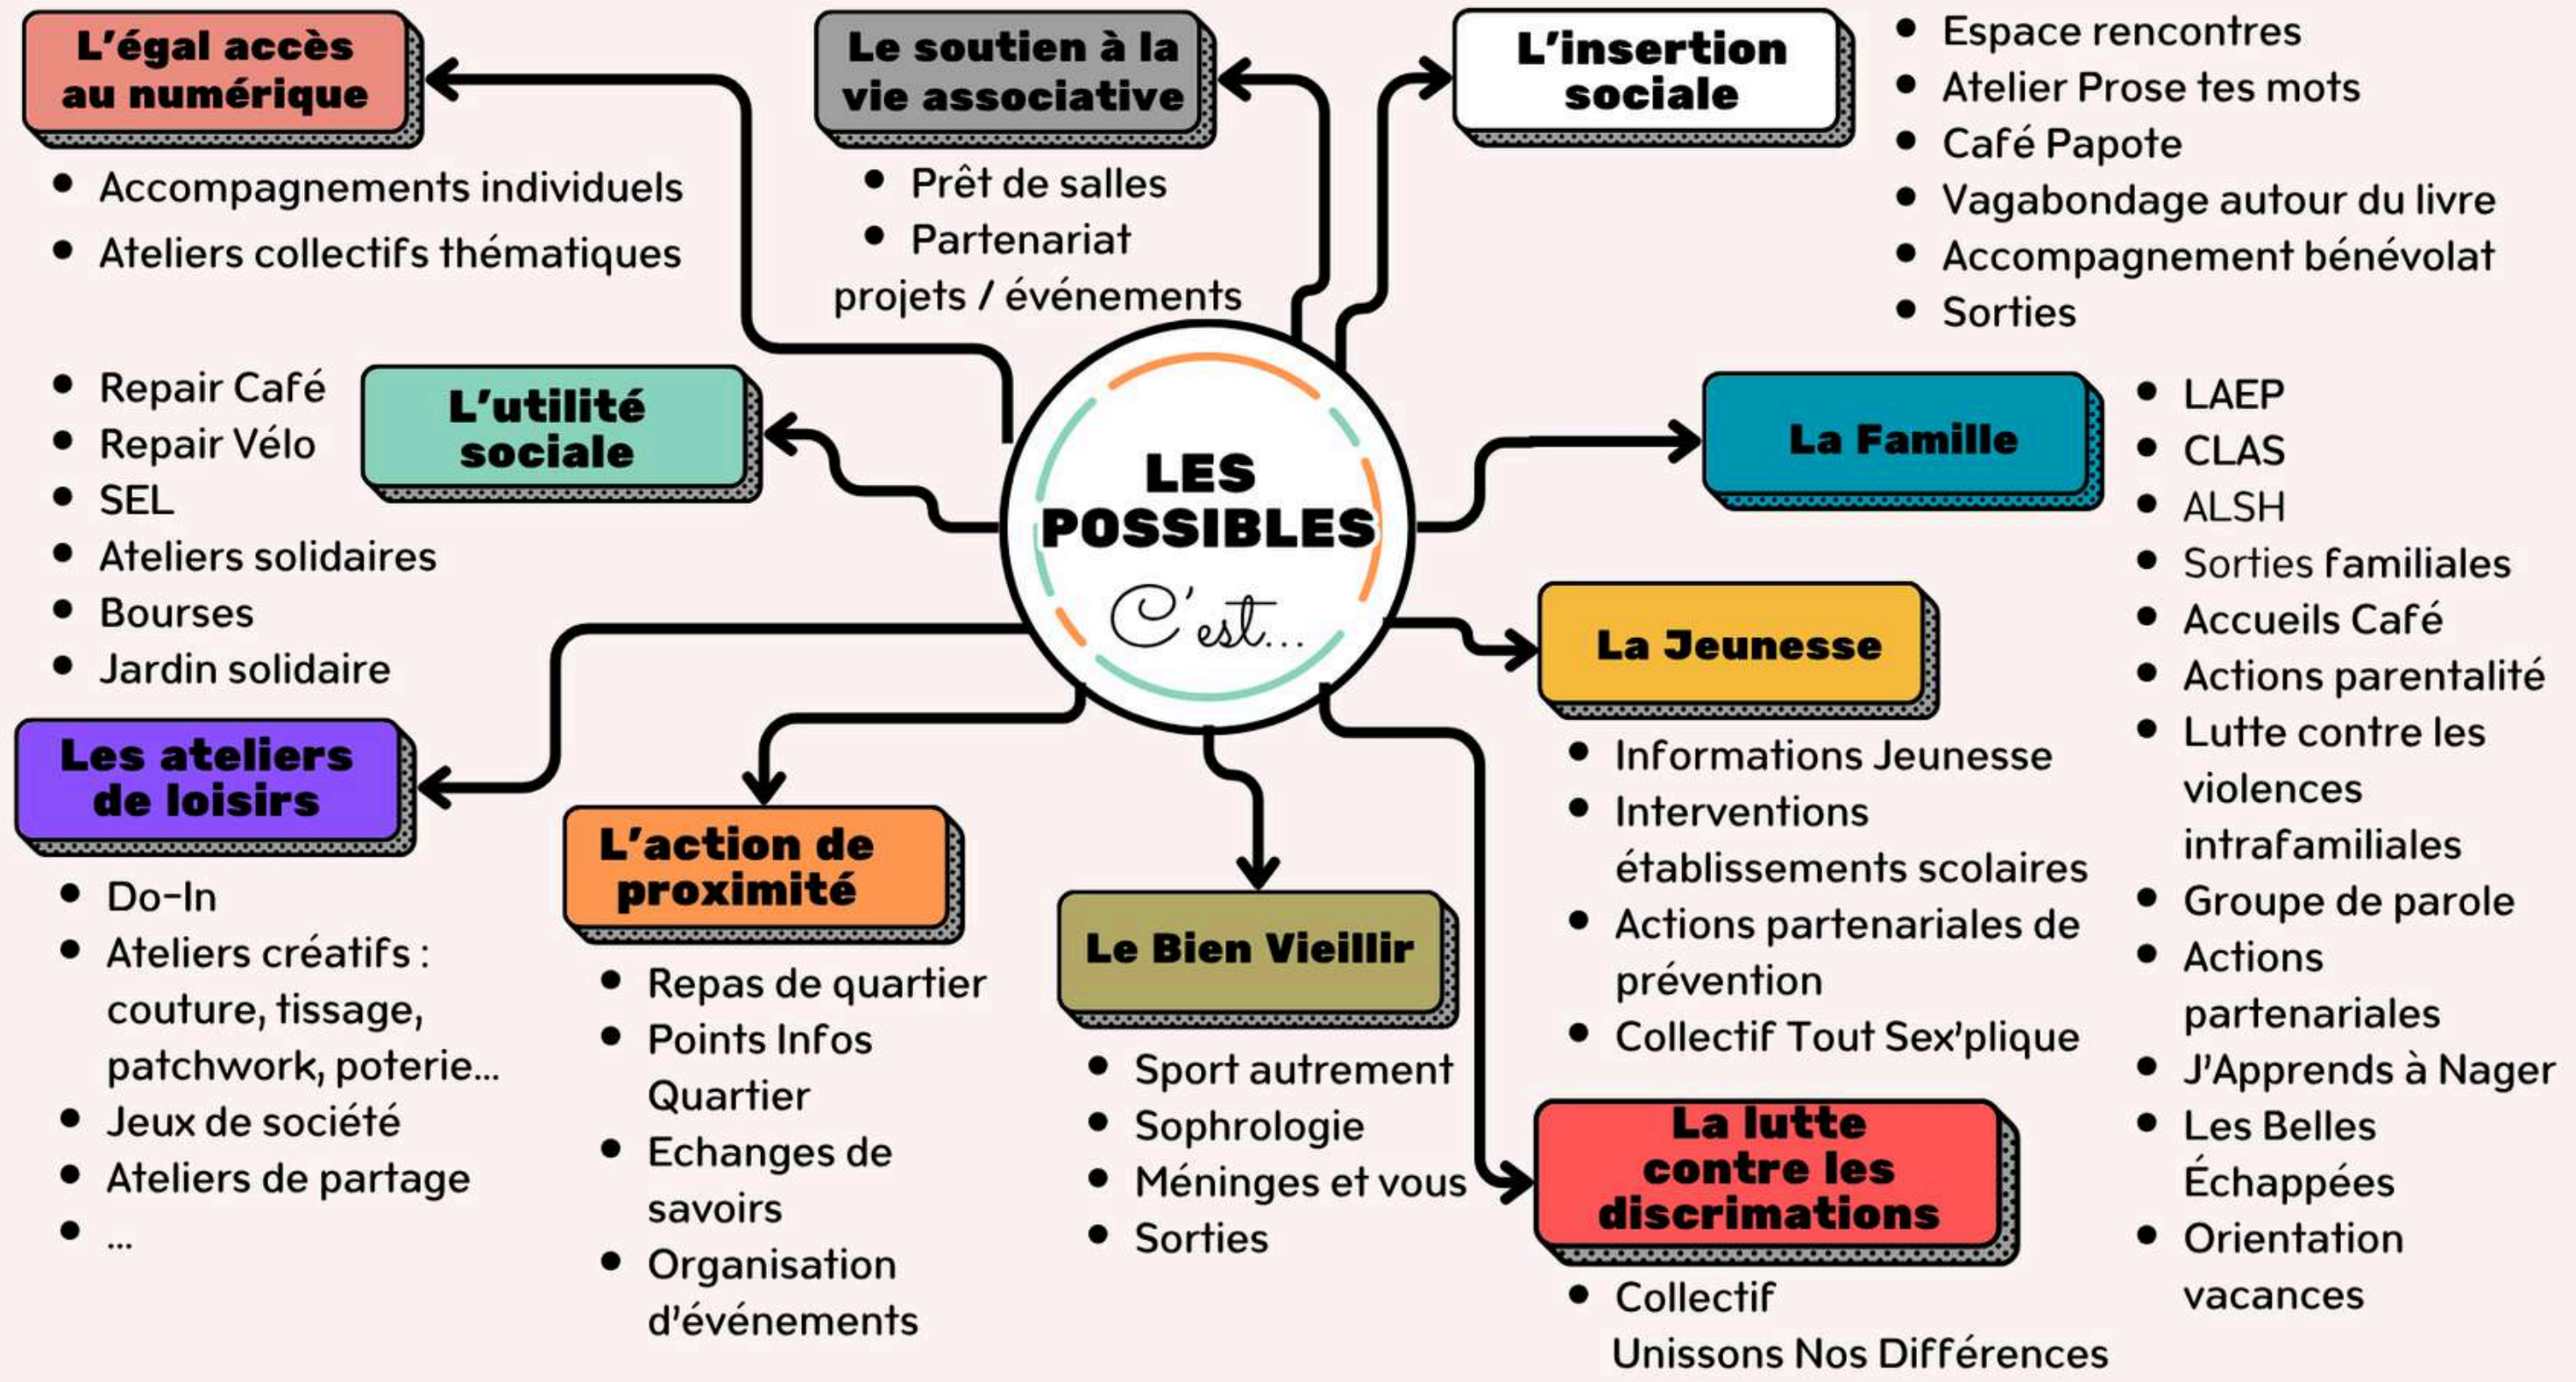 L'égal accès
au numérique
• Accompagnements individuels
• Ateliers collectifs thématiques
Le soutien à la
vie associative
• Prêt de salles
• Partenariat
projets / événements
L'insertion
sociale
• Espace rencontres
• Atelier Prose tes mots
• Café Papote
• Vagabondage autour du livre
• Accompagnement bénévolat
• Sorties
L'utilité
sociale
• Repair Café
• Repair Vélo
• SEL
• Ateliers solidaires
• Bourses
• Jardin solidaire
LES
POSSIBLES
C'est...
La Famille
• LAEP
• CLAS
• ALSH
• Sorties familiales
• Accueils Café
• Actions parentalité
• Lutte contre les
violences
intrafamiliales
• Groupe de parole
• Actions
partenariales
• J'Apprends à Nager
• Les Belles
Échappées
• Orientation
vacances
La Jeunesse
• Informations Jeunesse
• Interventions
établissements scolaires
• Actions partenariales de
prévention
• Collectif Tout Sex'plique
Les ateliers
de loisirs
• Do-In
• Ateliers créatifs :
couture, tissage,
patchwork, poterie...
• Jeux de société
• Ateliers de partage
• ...
L'action de
proximité
• Repas de quartier
• Points Infos
Quartier
• Echanges de
savoirs
• Organisation
d'événements
Le Bien Vieillir
• Sport autrement
• Sophrologie
• Méninges et vous
• Sorties
La lutte
contre les
discrimations
• Collectif
Unissons Nos Différences